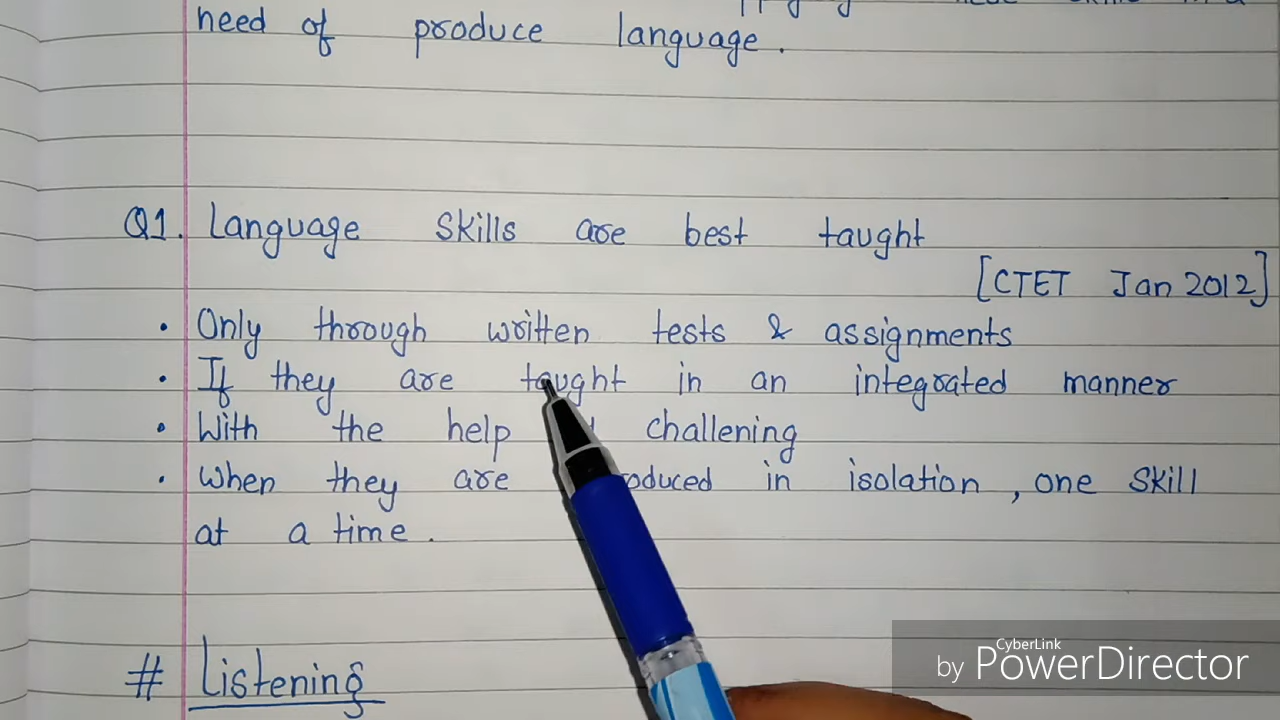 need of produce language.
Q1. Language skills are best taught
[CTET Jan 2012]
• Only through written tests & assignments
• If they are taught in an integrated manner
• With the help challening
• When they are in isolation, one skill
at a time.
# Listening
CyberLink
by PowerDirector